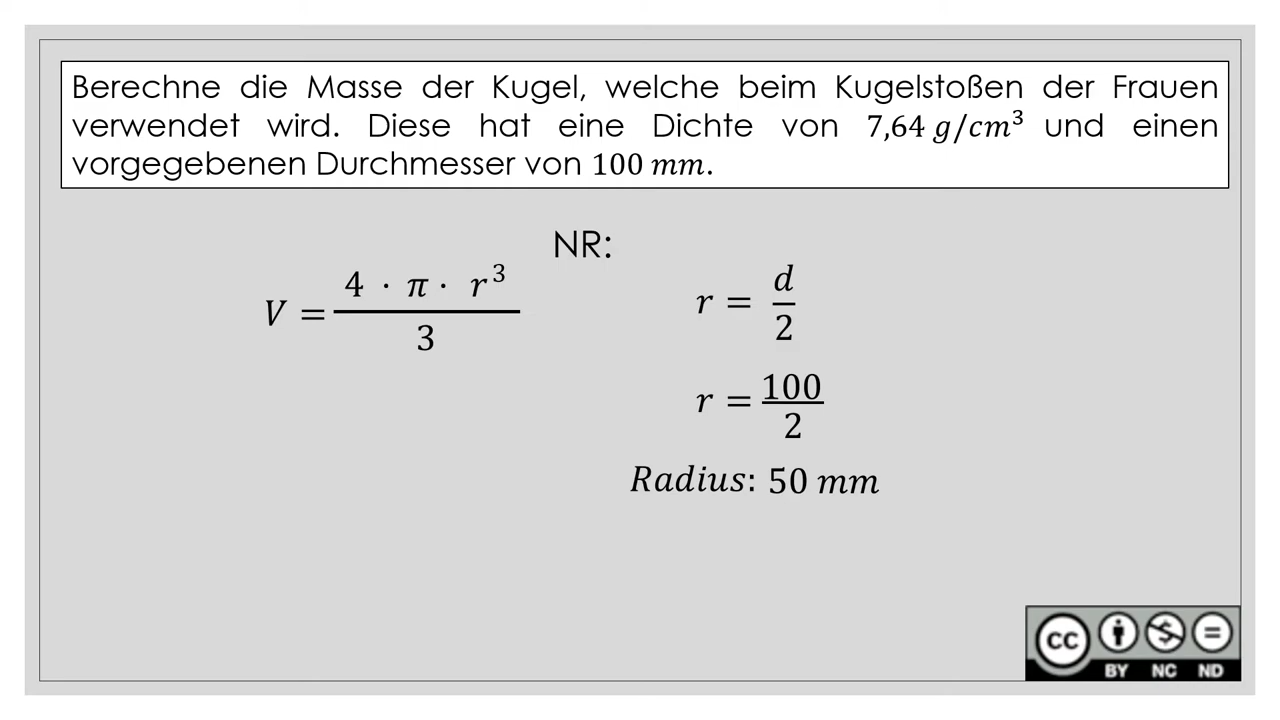 Berechne die Masse der Kugel, welche beim Kugelstoßen der Frauen
verwendet wird. Diese hat eine Dichte von 7,64 g/cm³ und einen
vorgegebenen Durchmesser von 100 mm.
NR:
V = (4 · π · r³) / 3
r = d / 2
r = 100 / 2
Radius: 50 mm
cc
BY NC ND